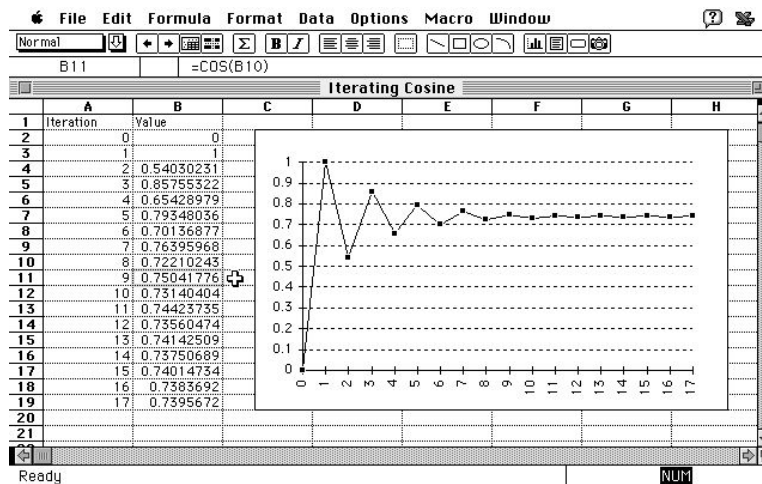 File Edit Formula Format Data Options Macro Window ?
Normal Σ B I
B11 =COS(B10)
Iterating Cosine
A B C D E F G H
1 Iteration Value
2 0 0
3 1 1
4 2 0.54030231
5 3 0.85755322
6 4 0.65428979
7 5 0.79348036
8 6 0.70136877
9 7 0.76395968
10 8 0.72210243
11 9 0.75041776
12 10 0.73140404
13 11 0.74423735
14 12 0.73560474
15 13 0.74142509
16 14 0.73750689
17 15 0.74014734
18 16 0.7383692
19 17 0.7395672
20
21
1
0.9
0.8
0.7
0.6
0.5
0.4
0.3
0.2
0.1
0
0 1 2 3 4 5 6 7 8 9 10 11 12 13 14 15 16 17
Ready NUM